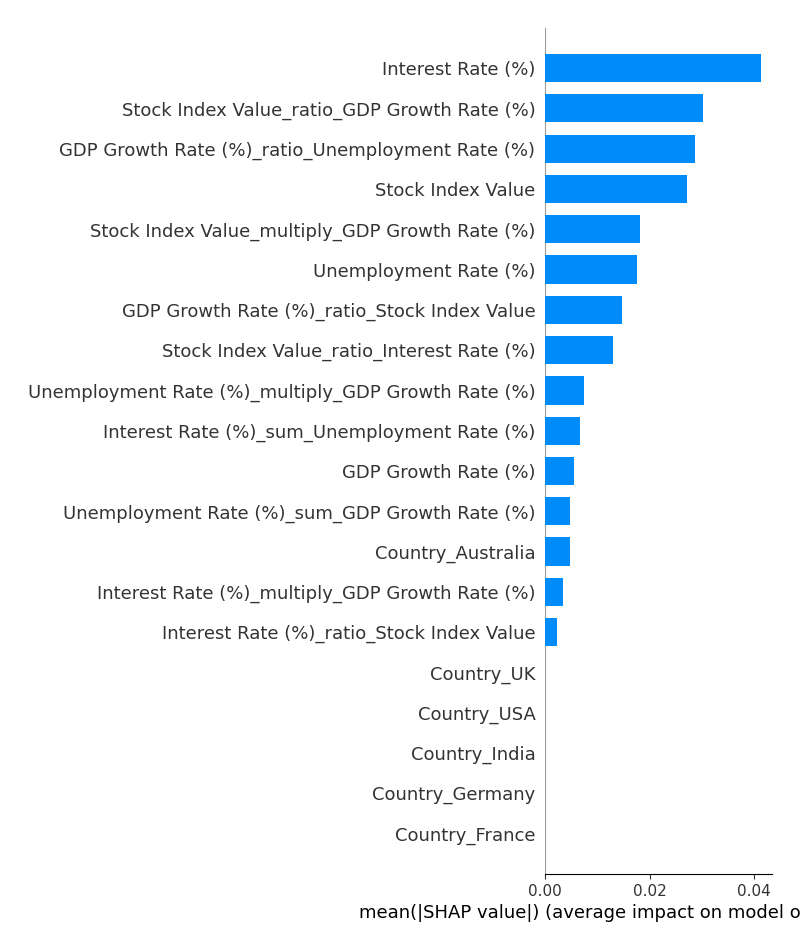 Interest Rate (%)
Stock Index Value_ratio_GDP Growth Rate (%)
GDP Growth Rate (%)_ratio_Unemployment Rate (%)
Stock Index Value
Stock Index Value_multiply_GDP Growth Rate (%)
Unemployment Rate (%)
GDP Growth Rate (%)_ratio_Stock Index Value
Stock Index Value_ratio_Interest Rate (%)
Unemployment Rate (%)_multiply_GDP Growth Rate (%)
Interest Rate (%)_sum_Unemployment Rate (%)
GDP Growth Rate (%)
Unemployment Rate (%)_sum_GDP Growth Rate (%)
Country_Australia
Interest Rate (%)_multiply_GDP Growth Rate (%)
Interest Rate (%)_ratio_Stock Index Value
Country_UK
Country_USA
Country_India
Country_Germany
Country_France
0.00 0.02 0.04
mean(|SHAP value|) (average impact on model o